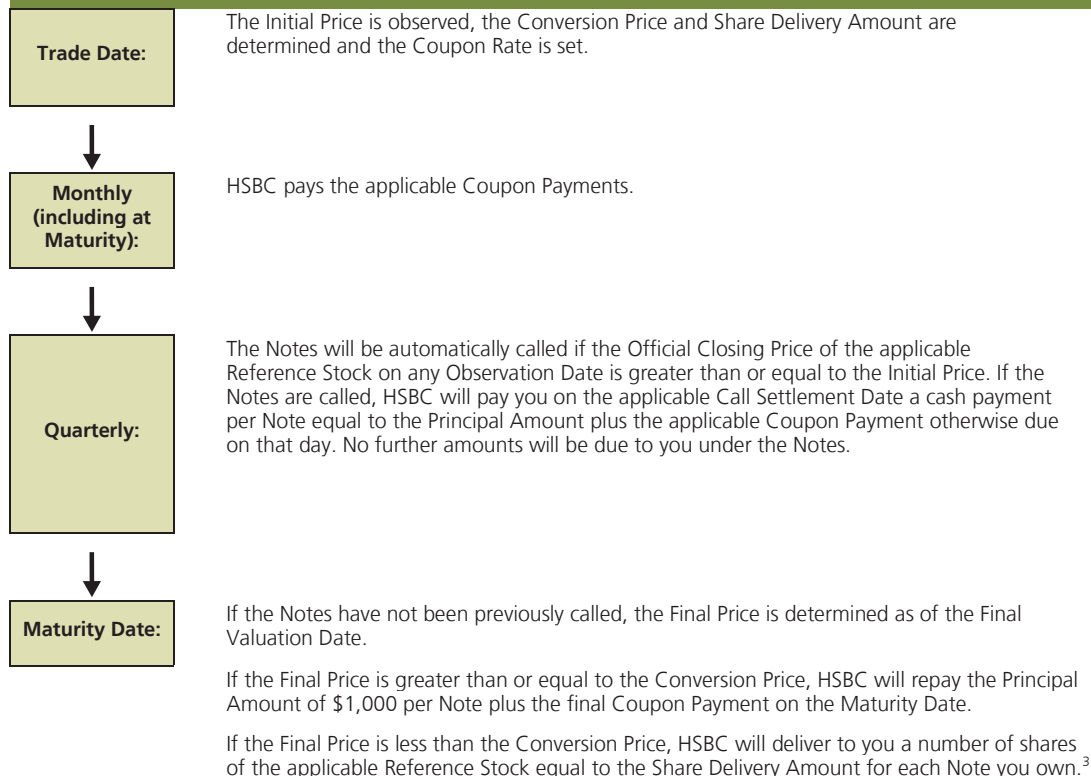 Trade Date:
The Initial Price is observed, the Conversion Price and Share Delivery Amount are
determined and the Coupon Rate is set.
Monthly
(including at
Maturity):
HSBC pays the applicable Coupon Payments.
Quarterly:
The Notes will be automatically called if the Official Closing Price of the applicable
Reference Stock on any Observation Date is greater than or equal to the Initial Price. If the
Notes are called, HSBC will pay you on the applicable Call Settlement Date a cash payment
per Note equal to the Principal Amount plus the applicable Coupon Payment otherwise due
on that day. No further amounts will be due to you under the Notes.
Maturity Date:
If the Notes have not been previously called, the Final Price is determined as of the Final
Valuation Date.
If the Final Price is greater than or equal to the Conversion Price, HSBC will repay the Principal
Amount of $1,000 per Note plus the final Coupon Payment on the Maturity Date.
If the Final Price is less than the Conversion Price, HSBC will deliver to you a number of shares
of the applicable Reference Stock equal to the Share Delivery Amount for each Note you own.3